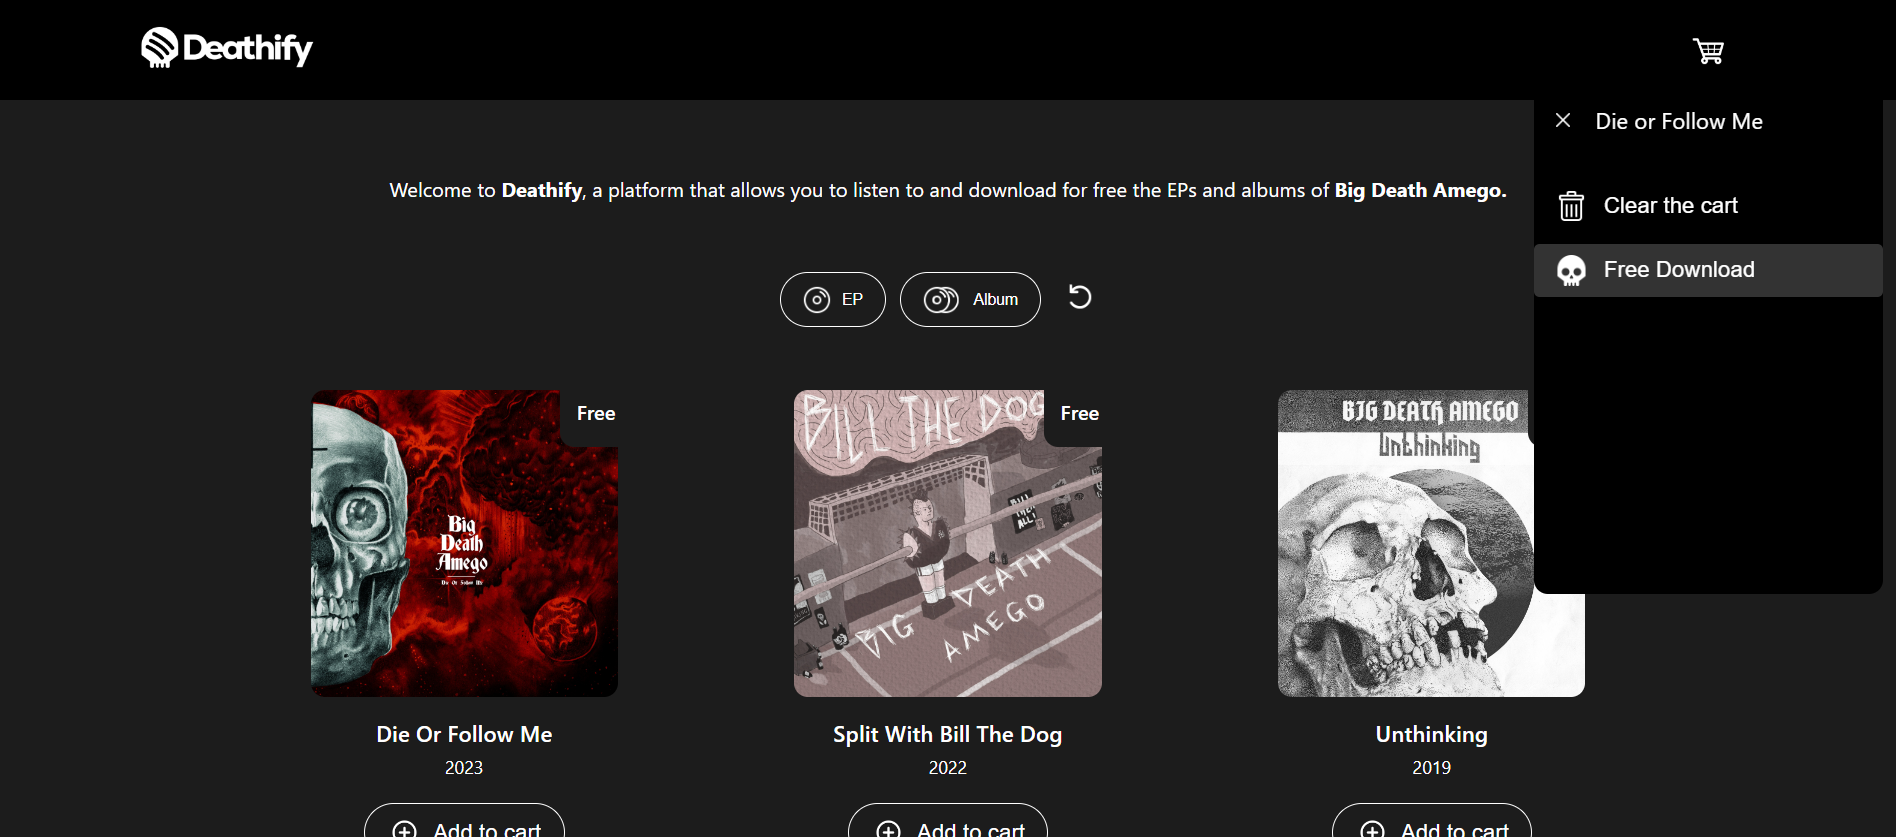 Deathify
Die or Follow Me
Welcome to Deathify, a platform that allows you to listen to and download for free the EPs and albums of Big Death Amego.
Clear the cart
Free Download
EP
Album
Free
Big
Death
Amego
Die Or Follow Me
BILL THE DOG
Free
BILL
THEM
ALL!
BIG DEATH
AMEGO
BIG DEATH AMEGO
Unthinking
Die Or Follow Me
2023
Add to cart
Split With Bill The Dog
2022
Add to cart
Unthinking
2019
Add to cart